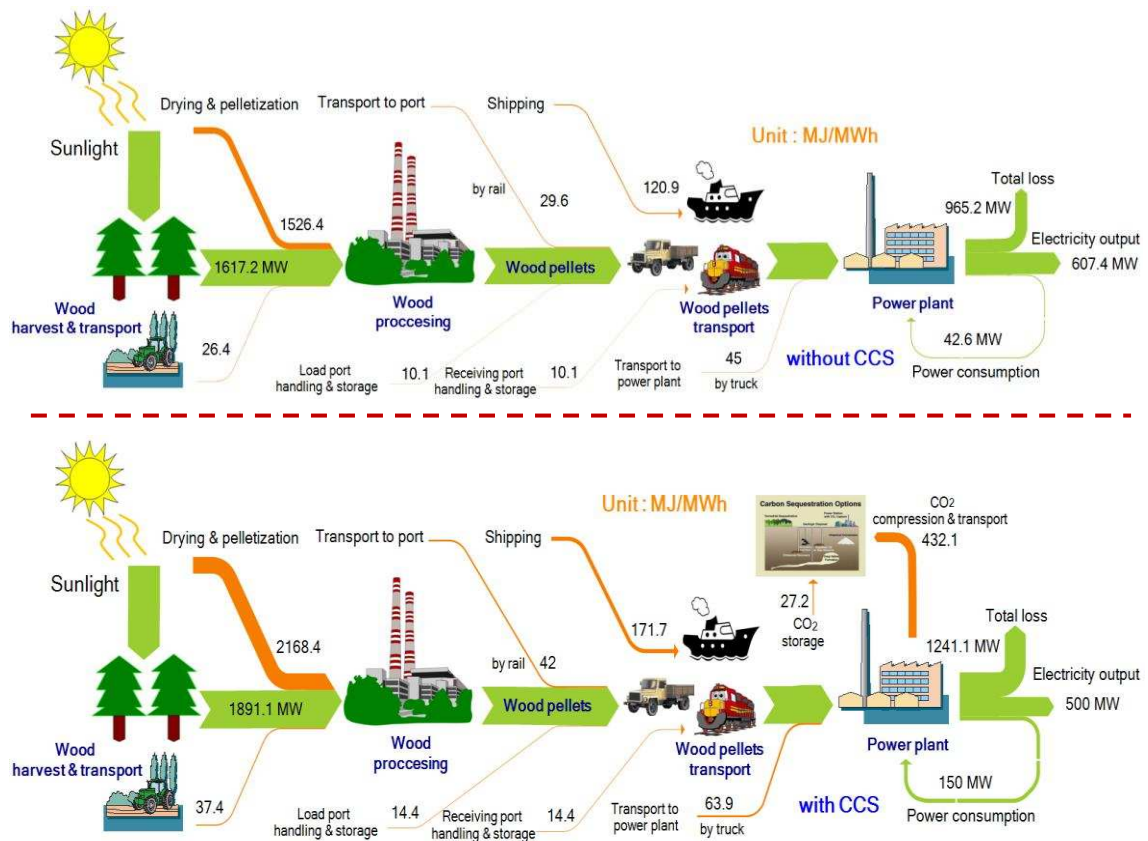 Drying & pelletization
Transport to port
Shipping
Unit : MJ/MWh
Sunlight
by rail
29.6
120.9
Total loss
965.2 MW
1526.4
Electricity output
607.4 MW
1617.2 MW
Wood pellets
Wood
harvest & transport
Wood
proccesing
Wood pellets
transport
Power plant
26.4
Load port
handling & storage
10.1
Receiving port
handling & storage
10.1
Transport to
power plant
45
by truck
without CCS
42.6 MW
Power consumption
Unit : MJ/MWh
Carbon Sequestration Options
CO2
compression & transport
432.1
Drying & pelletization
Transport to port
Shipping
Sunlight
27.2
CO2
storage
Total loss
1241.1 MW
171.7
2168.4
by rail
42
Electricity output
500 MW
1891.1 MW
Wood pellets
Wood
harvest & transport
Wood
proccesing
Wood pellets
transport
Power plant
37.4
Load port
handling & storage
14.4
Receiving port
handling & storage
14.4
Transport to
power plant
63.9
by truck
with CCS
150 MW
Power consumption